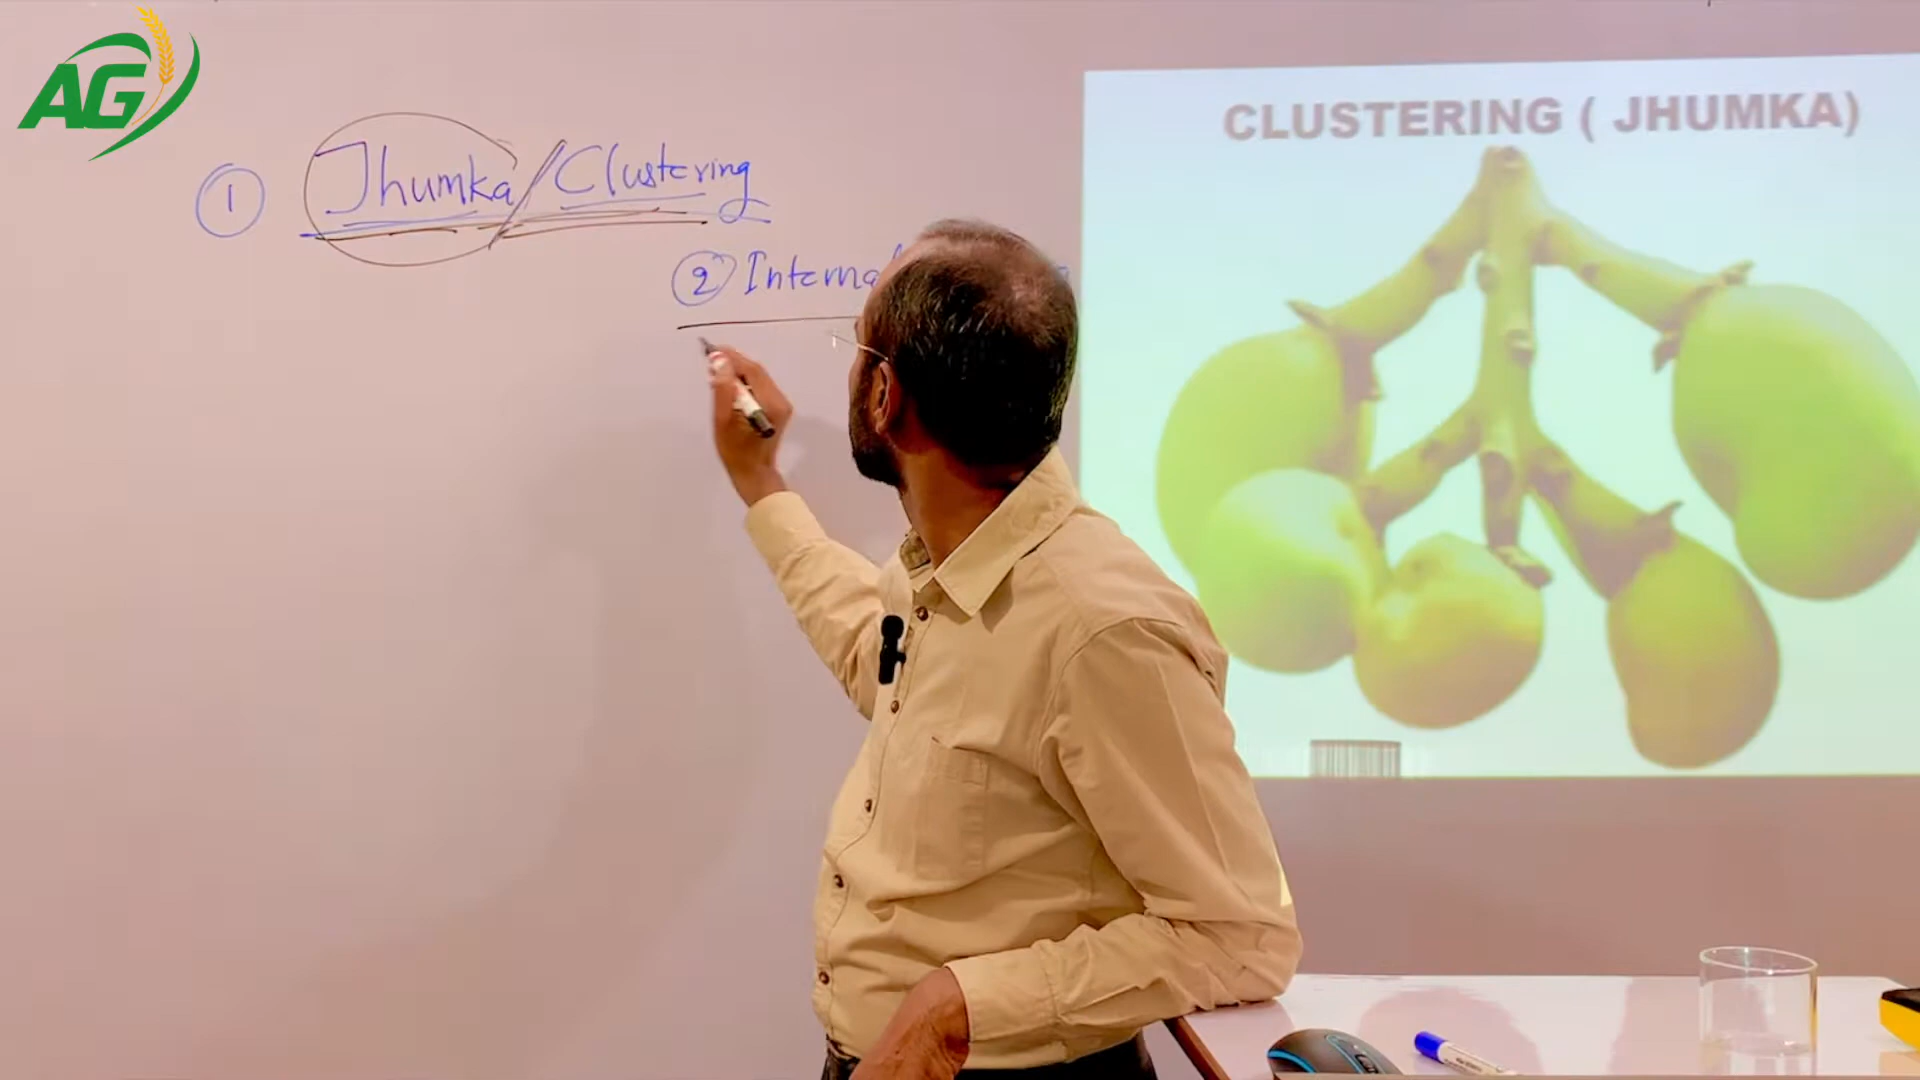 AG
① Jhumka/Clustering
② Interna
CLUSTERING ( JHUMKA)